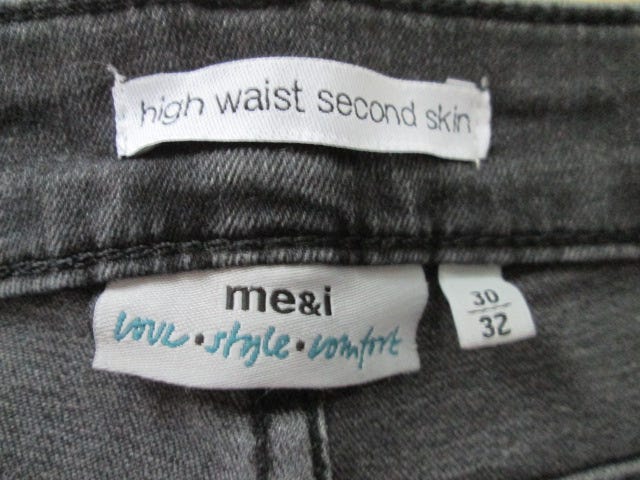 high waist second skin
me&i
love • style • comfort
30
32